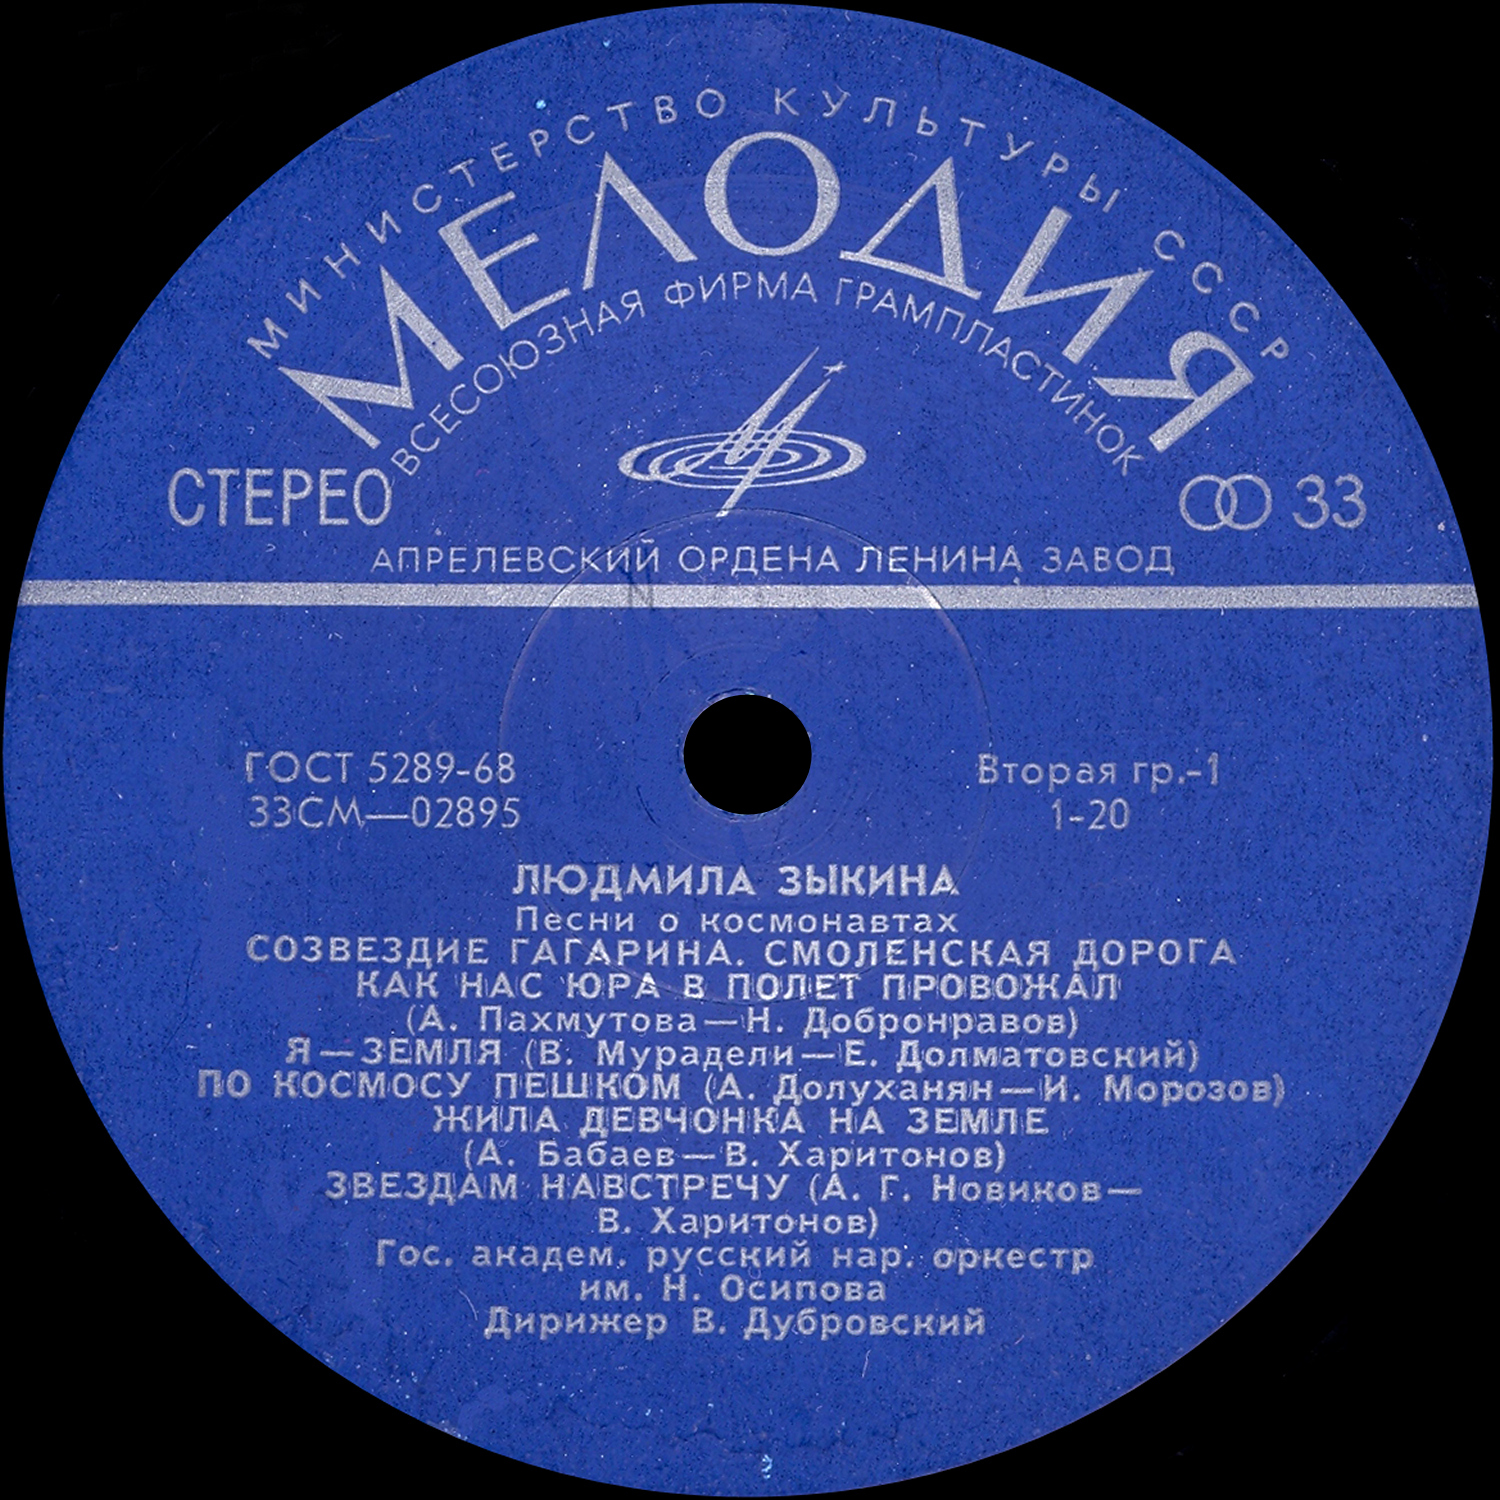 МИНИСТЕРСТВО КУЛЬТУРЫ СССР
МЕЛОДИЯ
ВСЕСОЮЗНАЯ ФИРМА ГРАМПЛАСТИНОК
СТЕРЕО
33
АПРЕЛЕВСКИЙ ОРДЕНА ЛЕНИНА ЗАВОД
ГОСТ 5289-68
33СМ—02895
Вторая гр.-1
1-20
ЛЮДМИЛА ЗЫКИНА
Песни о космонавтах
СОЗВЕЗДИЕ ГАГАРИНА. СМОЛЕНСКАЯ ДОРОГА
КАК НАС ЮРА В ПОЛЕТ ПРОВОЖАЛ
(А. Пахмутова—Н. Добронравов)
Я—ЗЕМЛЯ (В. Мурадели—Е. Долматовский)
ПО КОСМОСУ ПЕШКОМ (А. Долуханян—И. Морозов)
ЖИЛА ДЕВЧОНКА НА ЗЕМЛЕ
(А. Бабаев—В. Харитонов)
ЗВЕЗДАМ НАВСТРЕЧУ (А. Г. Новиков—
В. Харитонов)
Гос. академ. русский нар. оркестр
им. Н. Осипова
Дирижер В. Дубровский